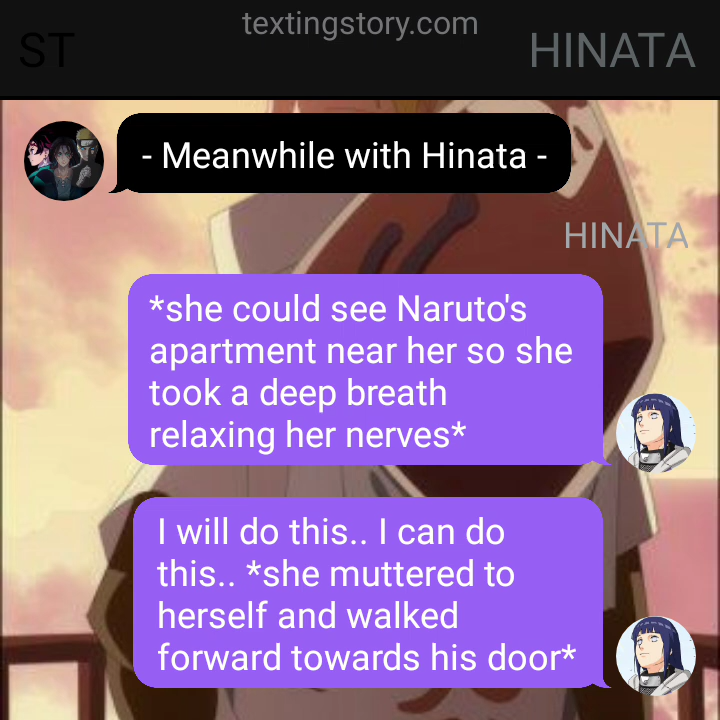 textingstory.com
ST
HINATA
- Meanwhile with Hinata -
HINATA
*she could see Naruto's
apartment near her so she
took a deep breath
relaxing her nerves*
I will do this.. I can do
this.. *she muttered to
herself and walked
forward towards his door*